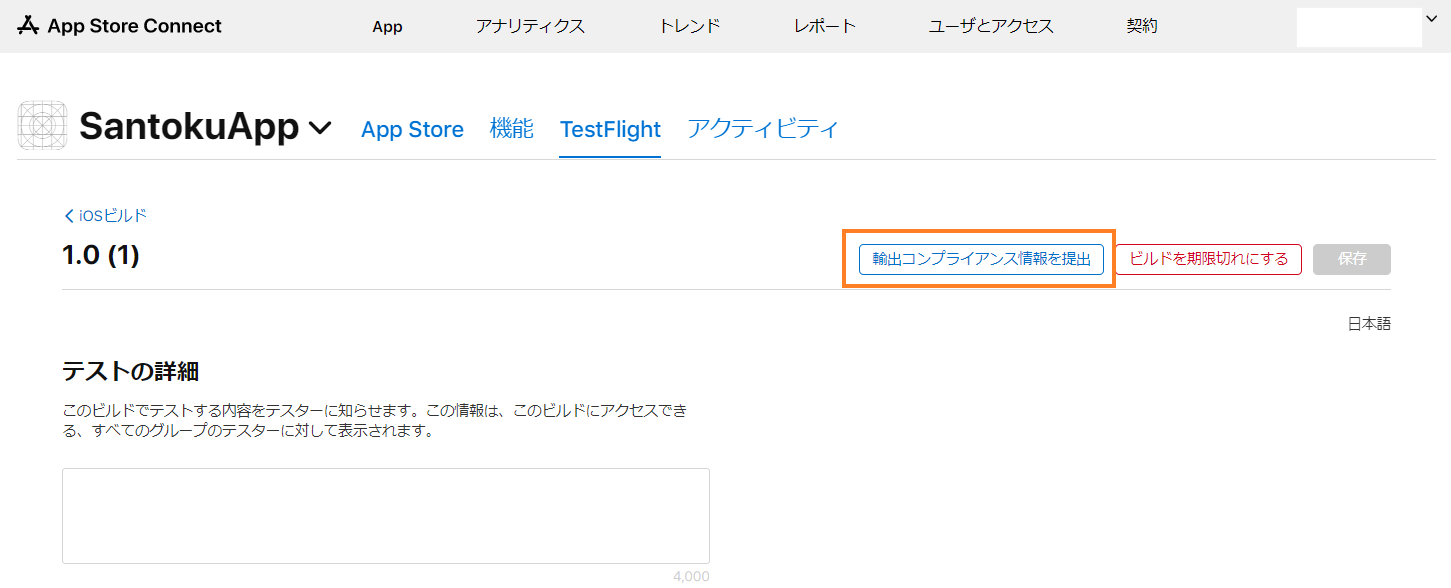 App Store Connect App アナリティクス トレンド レポート ユーザとアクセス 契約
SantokuApp App Store 機能 TestFlight アクティビティ
iOSビルド
1.0 (1) 輸出コンプライアンス情報を提出 ビルドを期限切れにする 保存
日本語
テストの詳細
このビルドでテストする内容をテスターに知らせます。この情報は、このビルドにアクセスでき
る、すべてのグループのテスターに対して表示されます。
4,000